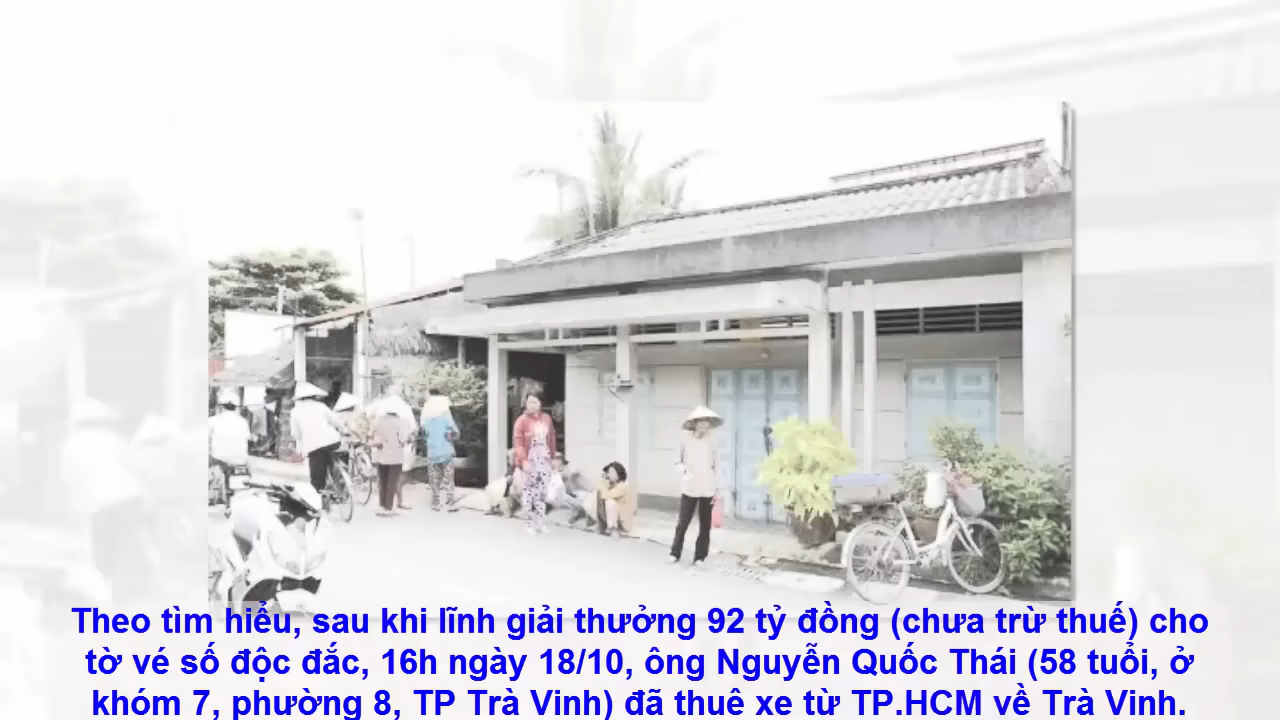 Theo tìm hiểu, sau khi lĩnh giải thưởng 92 tỷ đồng (chưa trừ thuế) cho
tờ vé số độc đắc, 16h ngày 18/10, ông Nguyễn Quốc Thái (58 tuổi, ở
khóm 7, phường 8, TP Trà Vinh) đã thuê xe từ TP.HCM về Trà Vinh.